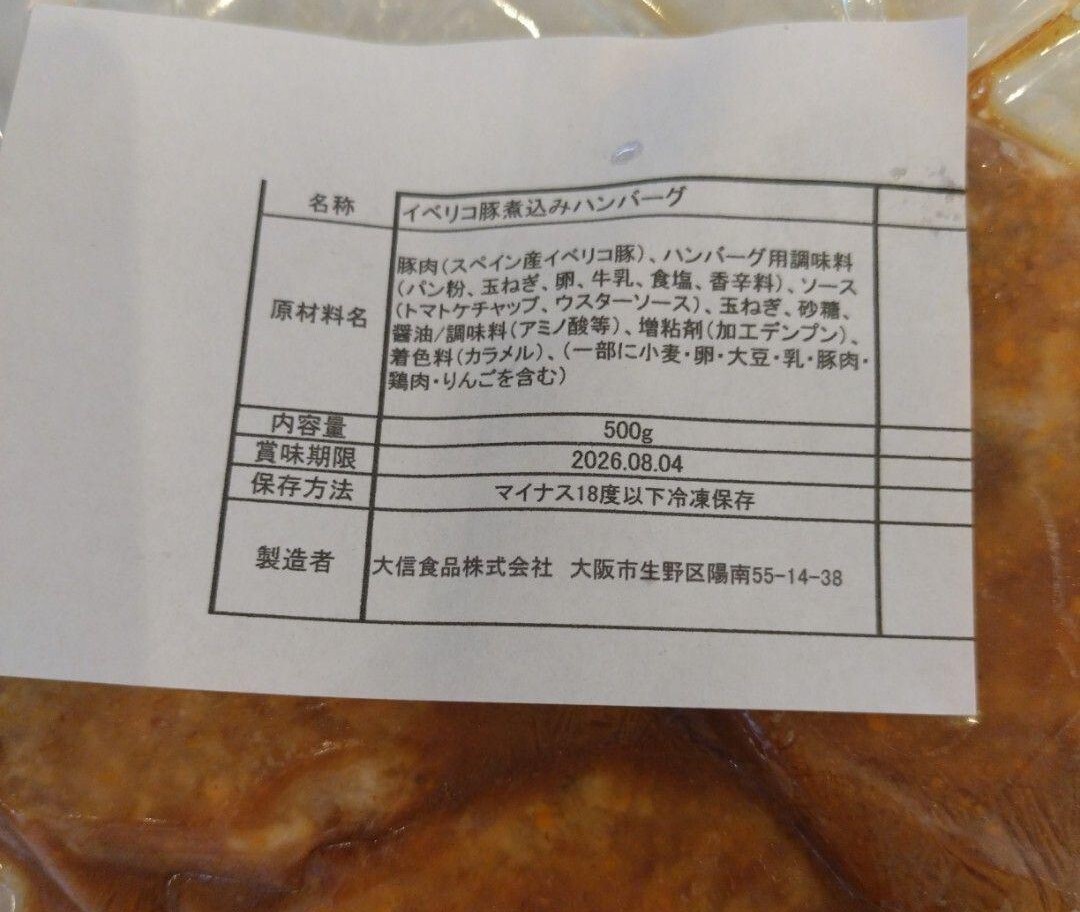 名称 イベリコ豚煮込みハンバーグ
原材料名
豚肉(スペイン産イベリコ豚)、ハンバーグ用調味料
(パン粉、玉ねぎ、卵、牛乳、食塩、香辛料)、ソース
(トマトケチャップ、ウスターソース)、玉ねぎ、砂糖、
醤油/調味料(アミノ酸等)、増粘剤(加工デンプン)、
着色料(カラメル)、(一部に小麦・卵・大豆・乳・豚肉・
鶏肉・りんごを含む)
内容量 500g
賞味期限 2026.08.04
保存方法 マイナス18度以下冷凍保存
製造者 大信食品株式会社 大阪市生野区陽南55-14-38